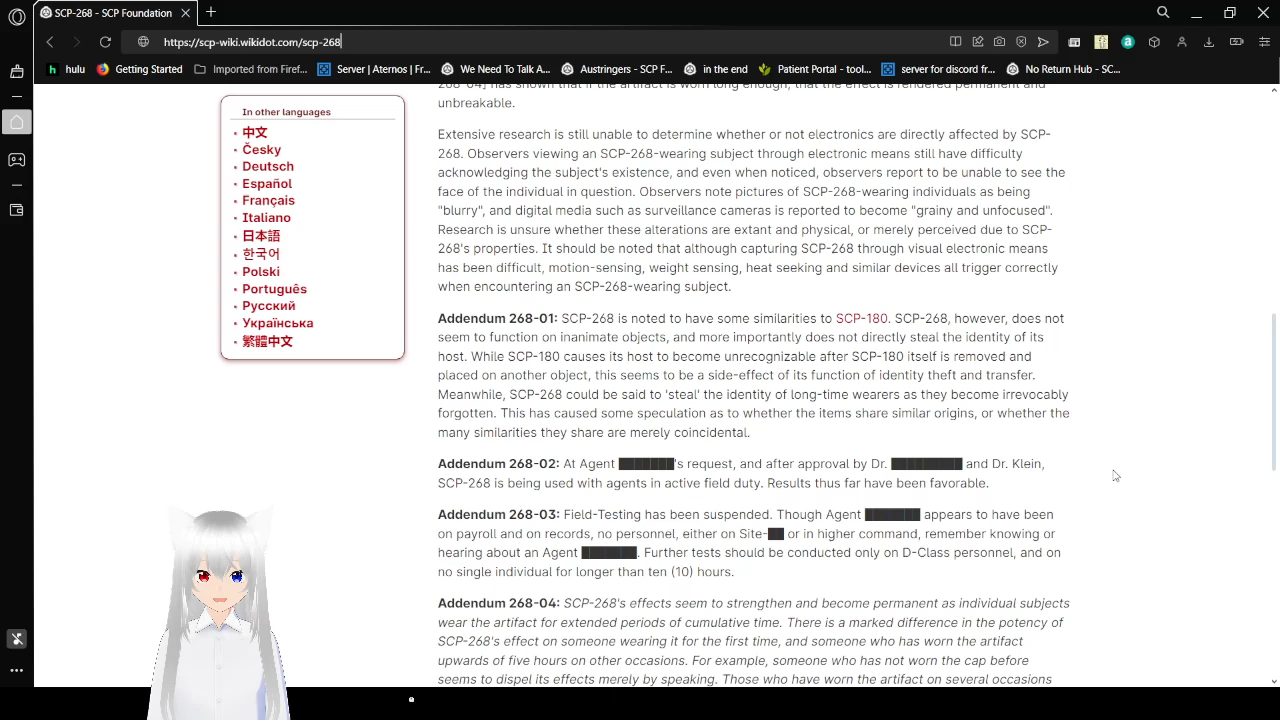 SCP-268 - SCP Foundation
https://scp-wiki.wikidot.com/scp-268
hulu
Getting Started
Imported from Firef...
Server | Aternos | Fr...
We Need To Talk A...
Austringers - SCP F...
in the end
Patient Portal - tool...
server for discord fr...
No Return Hub - SC...
In other languages
中文
Česky
Deutsch
Español
Français
Italiano
日本語
한국어
Polski
Português
Русский
Українська
繁體中文
268-04] has shown that if the artifact is worn long enough, that the effect is rendered permanent and
unbreakable.
Extensive research is still unable to determine whether or not electronics are directly affected by SCP-
268. Observers viewing an SCP-268-wearing subject through electronic means still have difficulty
acknowledging the subject's existence, and even when noticed, observers report to be unable to see the
face of the individual in question. Observers note pictures of SCP-268-wearing individuals as being
"blurry", and digital media such as surveillance cameras is reported to become "grainy and unfocused".
Research is unsure whether these alterations are extant and physical, or merely perceived due to SCP-
268's properties. It should be noted that although capturing SCP-268 through visual electronic means
has been difficult, motion-sensing, weight sensing, heat seeking and similar devices all trigger correctly
when encountering an SCP-268-wearing subject.
Addendum 268-01: SCP-268 is noted to have some similarities to SCP-180. SCP-268, however, does not
seem to function on inanimate objects, and more importantly does not directly steal the identity of its
host. While SCP-180 causes its host to become unrecognizable after SCP-180 itself is removed and
placed on another object, this seems to be a side-effect of its function of identity theft and transfer.
Meanwhile, SCP-268 could be said to 'steal' the identity of long-time wearers as they become irrevocably
forgotten. This has caused some speculation as to whether the items share similar origins, or whether the
many similarities they share are merely coincidental.
Addendum 268-02: At Agent ███████'s request, and after approval by Dr. █████████ and Dr. Klein,
SCP-268 is being used with agents in active field duty. Results thus far have been favorable.
Addendum 268-03: Field-Testing has been suspended. Though Agent ███████ appears to have been
on payroll and on records, no personnel, either on Site-██ or in higher command, remember knowing or
hearing about an Agent ███████. Further tests should be conducted only on D-Class personnel, and on
no single individual for longer than ten (10) hours.
Addendum 268-04: SCP-268's effects seem to strengthen and become permanent as individual subjects
wear the artifact for extended periods of cumulative time. There is a marked difference in the potency of
SCP-268's effect on someone wearing it for the first time, and someone who has worn the artifact
upwards of five hours on other occasions. For example, someone who has not worn the cap before
seems to dispel its effects merely by speaking. Those who have worn the artifact on several occasions